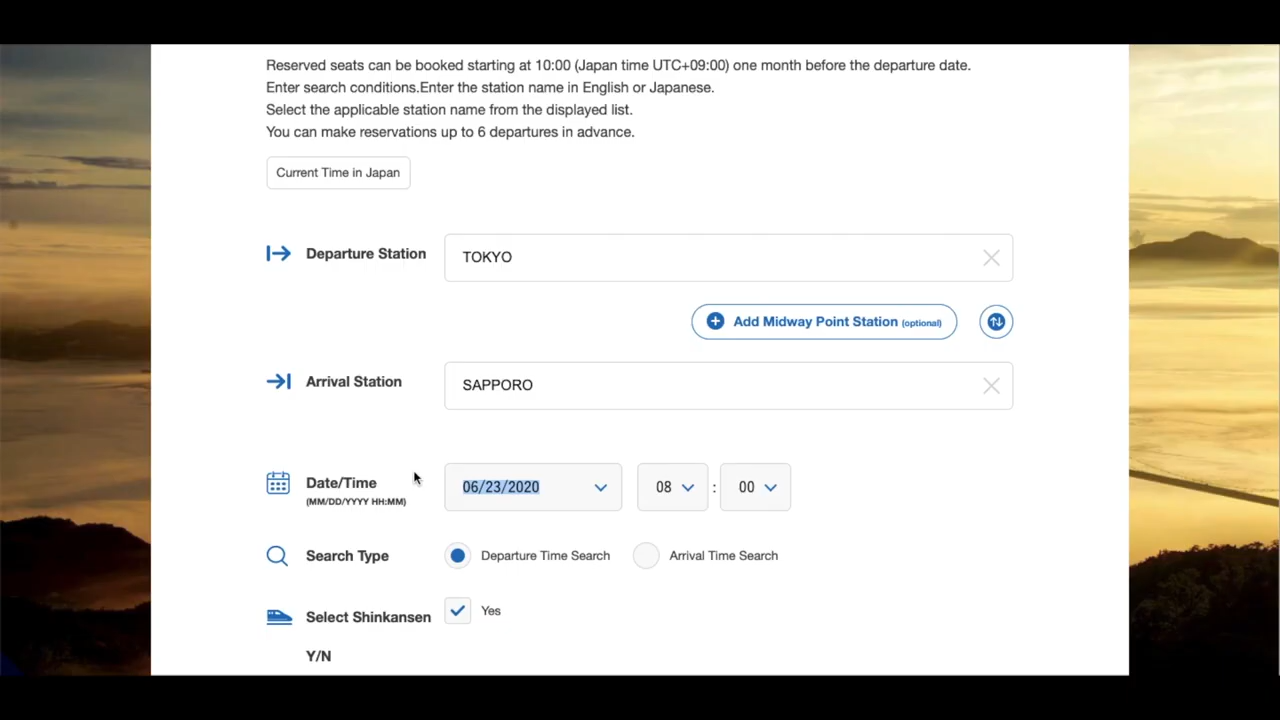 Reserved seats can be booked starting at 10:00 (Japan time UTC+09:00) one month before the departure date.
Enter search conditions.Enter the station name in English or Japanese.
Select the applicable station name from the displayed list.
You can make reservations up to 6 departures in advance.
Current Time in Japan
Departure Station
TOKYO
Add Midway Point Station (optional)
Arrival Station
SAPPORO
Date/Time
(MM/DD/YYYY HH:MM)
06/23/2020
08 : 00
Search Type
Departure Time Search
Arrival Time Search
Select Shinkansen
Y/N
Yes